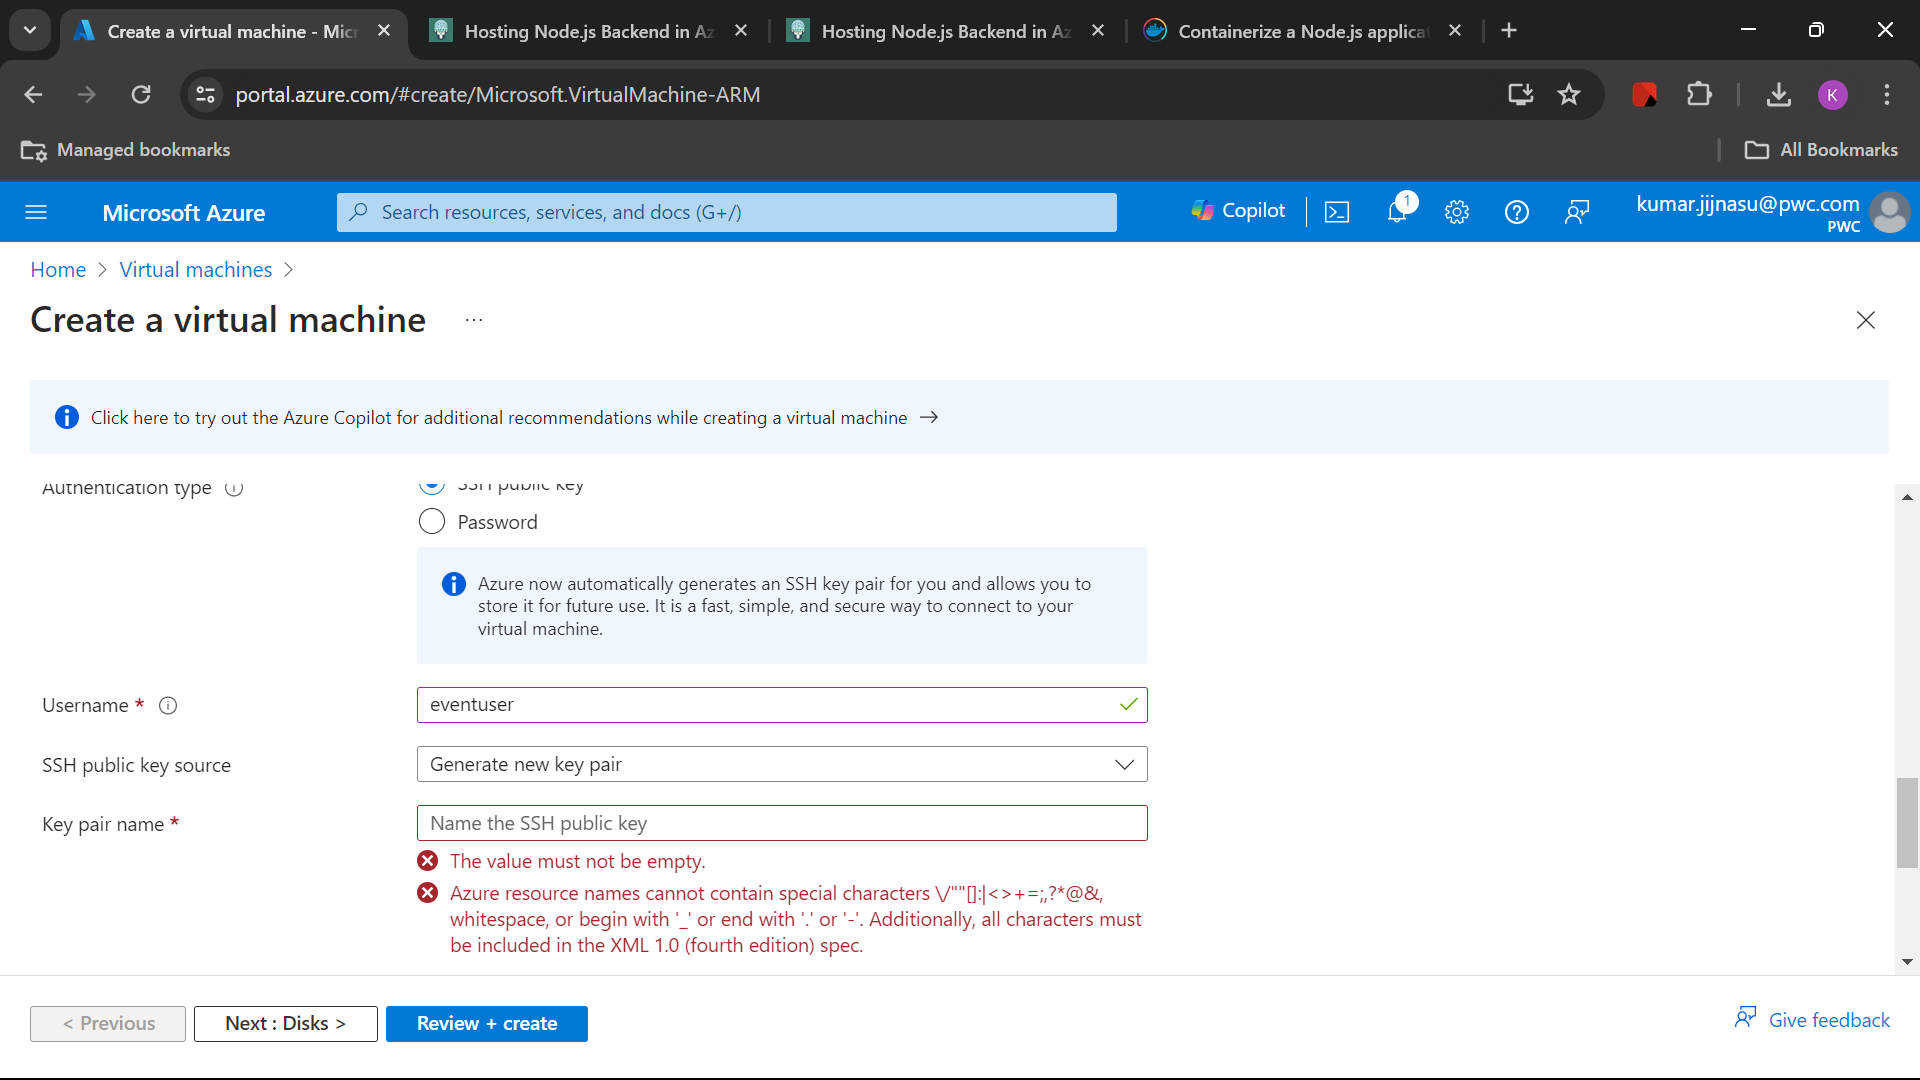 Create a virtual machine - Micr
Hosting Node.js Backend in Az
Hosting Node.js Backend in Az
Containerize a Node.js applicat
portal.azure.com/#create/Microsoft.VirtualMachine-ARM
K
Managed bookmarks
All Bookmarks
Microsoft Azure
Search resources, services, and docs (G+/)
Copilot
1
kumar.jijnasu@pwc.com
PWC
Home > Virtual machines >
Create a virtual machine ...
Click here to try out the Azure Copilot for additional recommendations while creating a virtual machine →
Authentication type
SSH public key
Password
Azure now automatically generates an SSH key pair for you and allows you to
store it for future use. It is a fast, simple, and secure way to connect to your
virtual machine.
Username *
eventuser
SSH public key source
Generate new key pair
Key pair name *
Name the SSH public key
The value must not be empty.
Azure resource names cannot contain special characters \/""[]:|<>+=;,?*@&,
whitespace, or begin with '_' or end with '.' or '-'. Additionally, all characters must
be included in the XML 1.0 (fourth edition) spec.
< Previous
Next : Disks >
Review + create
Give feedback